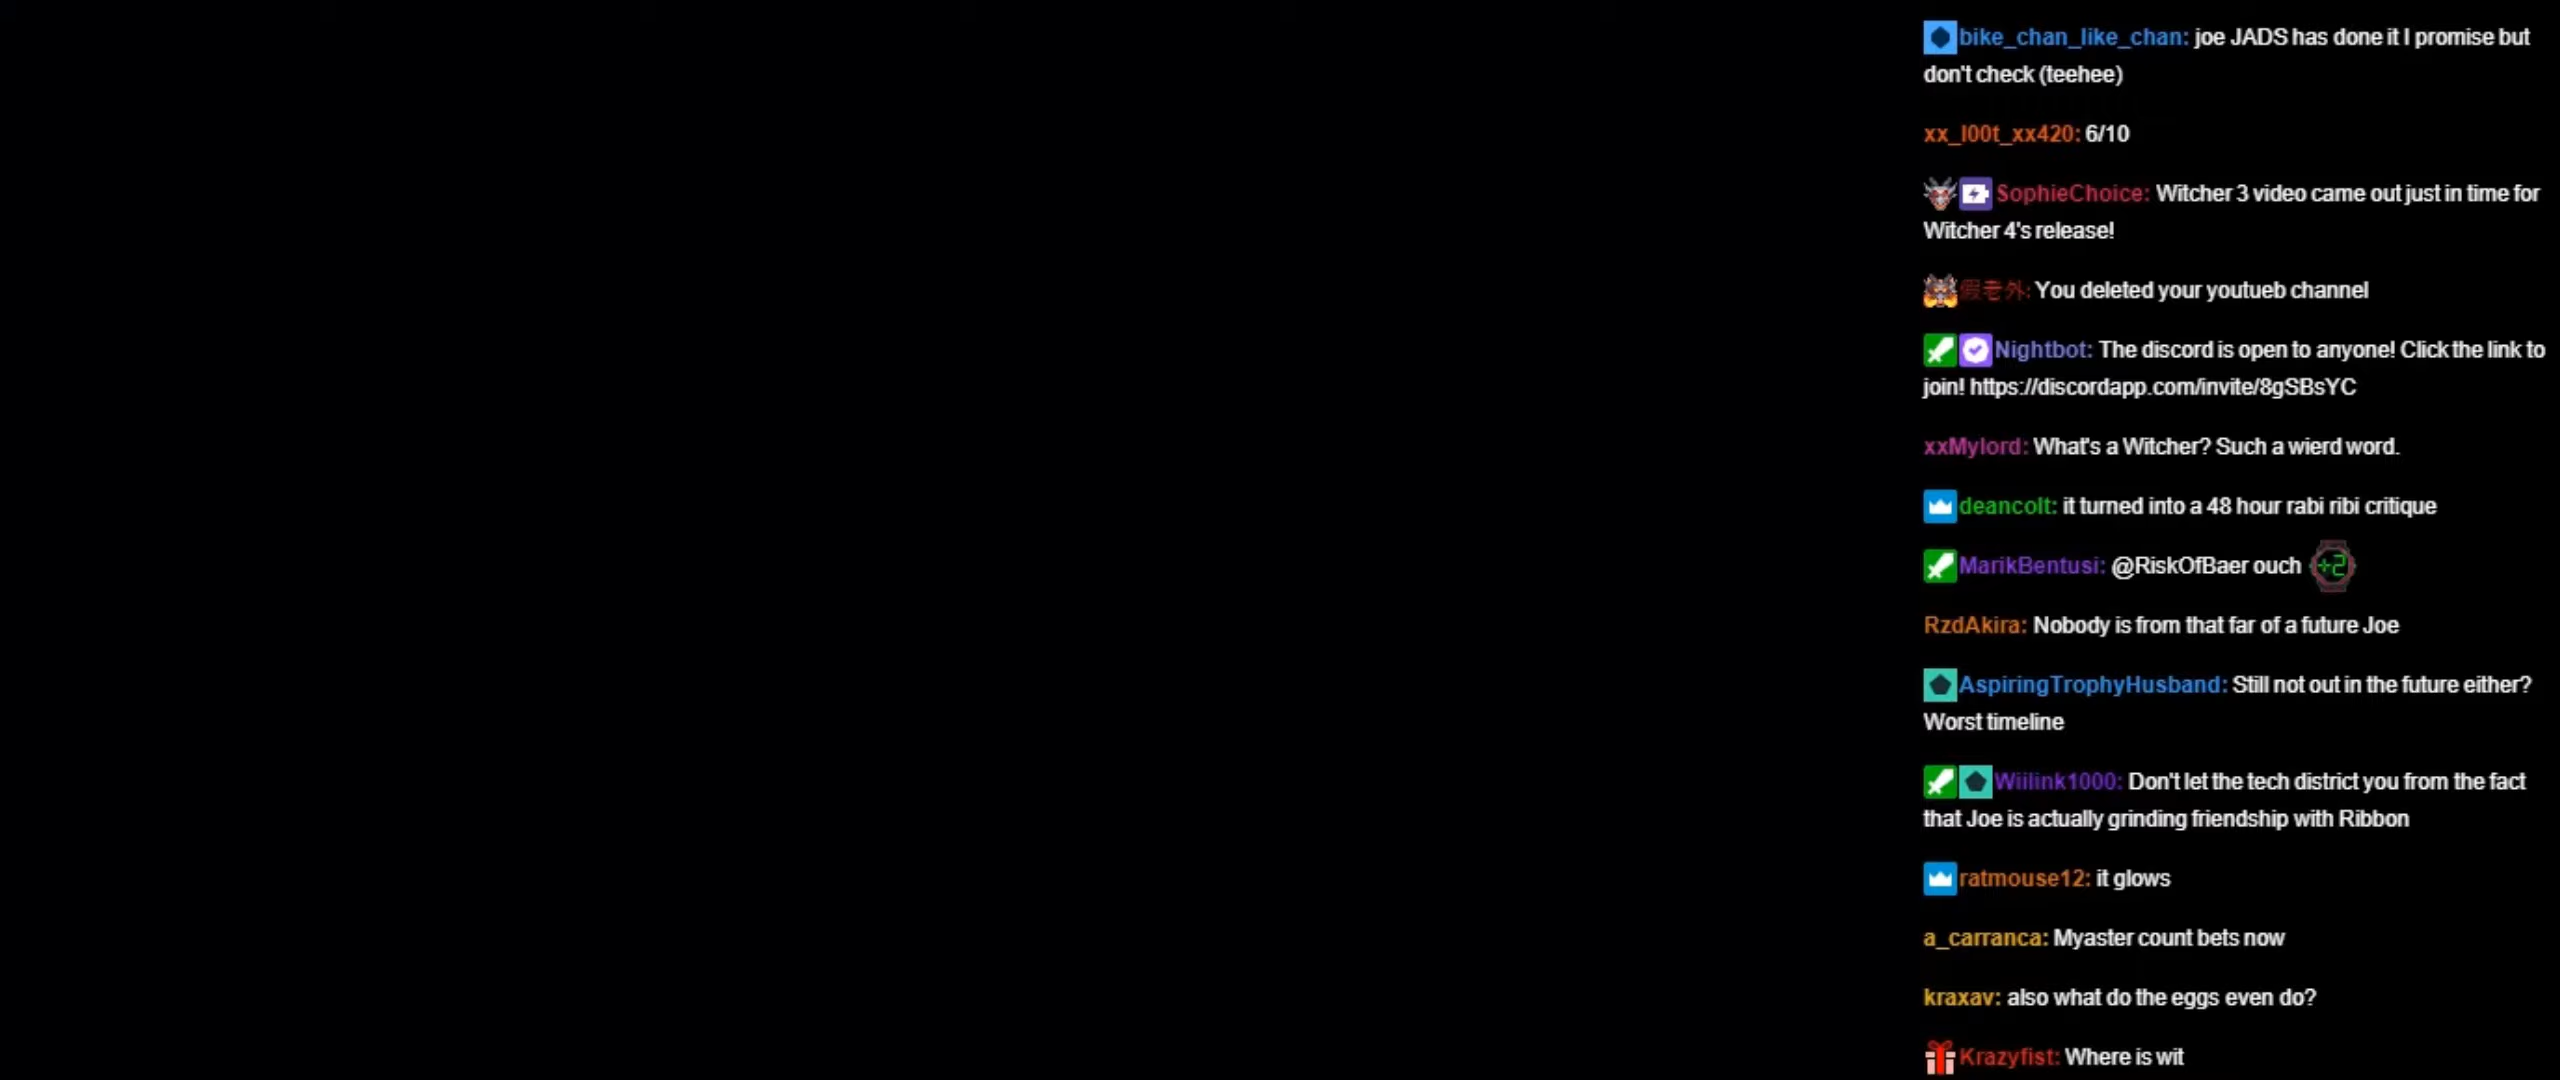 bike_chan_like_chan: joe JADS has done it I promise but
don't check (teehee)
xx_l00t_xx420: 6/10
SophieChoice: Witcher 3 video came out just in time for
Witcher 4's release!
假老外: You deleted your youtueb channel
Nightbot: The discord is open to anyone! Click the link to
join! https://discordapp.com/invite/8gSBsYC
xxMylord: What's a Witcher? Such a wierd word.
deancolt: it turned into a 48 hour rabi ribi critique
MarikBentusi: @RiskOfBaer ouch +2
RzdAkira: Nobody is from that far of a future Joe
AspiringTrophyHusband: Still not out in the future either?
Worst timeline
Wiilink1000: Don't let the tech district you from the fact
that Joe is actually grinding friendship with Ribbon
ratmouse12: it glows
a_carranca: Myaster count bets now
kraxav: also what do the eggs even do?
Krazyfist: Where is wit